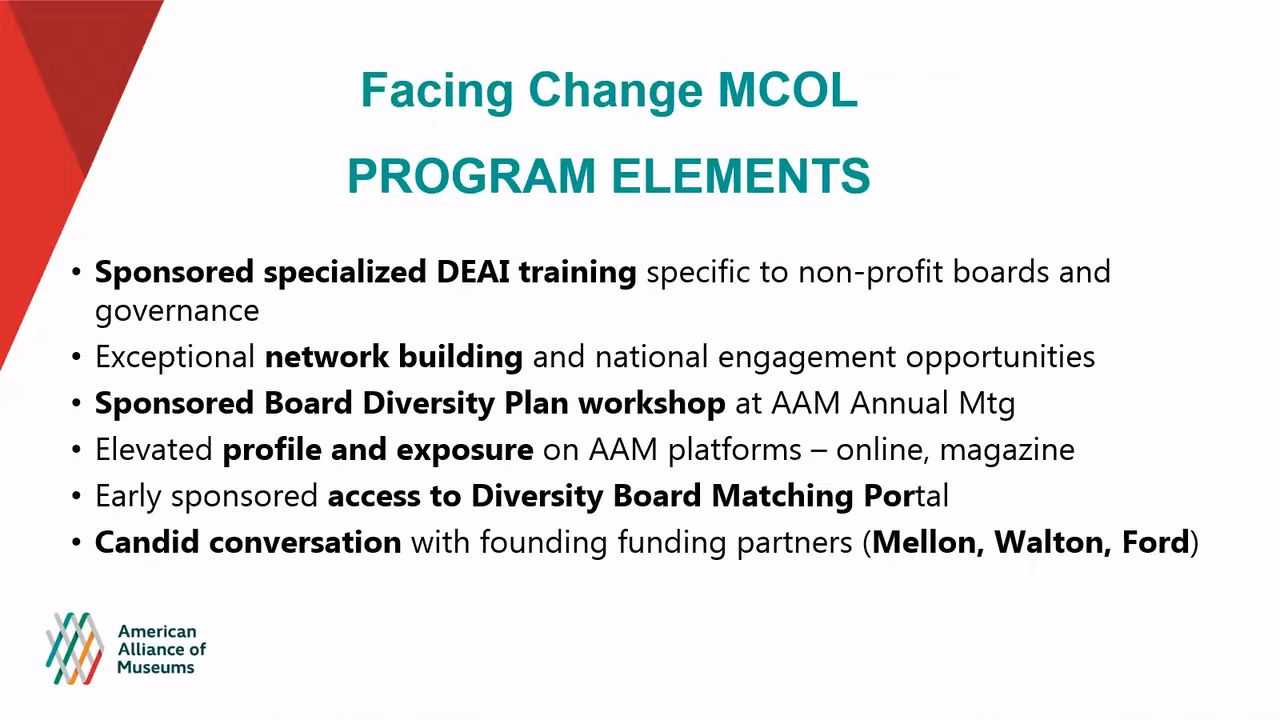 Facing Change MCOL
PROGRAM ELEMENTS
• Sponsored specialized DEAI training specific to non-profit boards and
governance
• Exceptional network building and national engagement opportunities
• Sponsored Board Diversity Plan workshop at AAM Annual Mtg
• Elevated profile and exposure on AAM platforms – online, magazine
• Early sponsored access to Diversity Board Matching Portal
• Candid conversation with founding funding partners (Mellon, Walton, Ford)
American
Alliance of
Museums